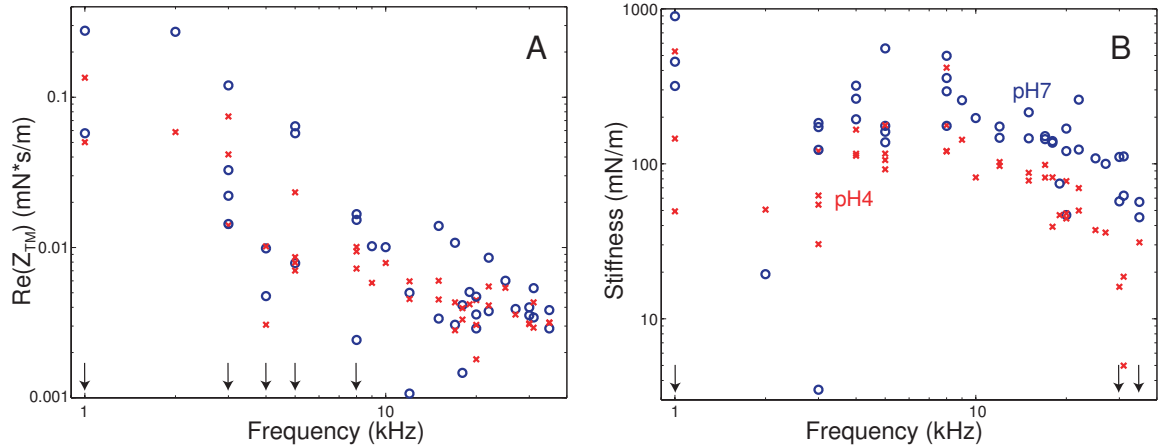 A
Re(Z_TM) (mN*s/m)
0.1
0.01
0.001
1
10
Frequency (kHz)
B
Stiffness (mN/m)
1000
100
10
1
10
pH7
pH4
Frequency (kHz)